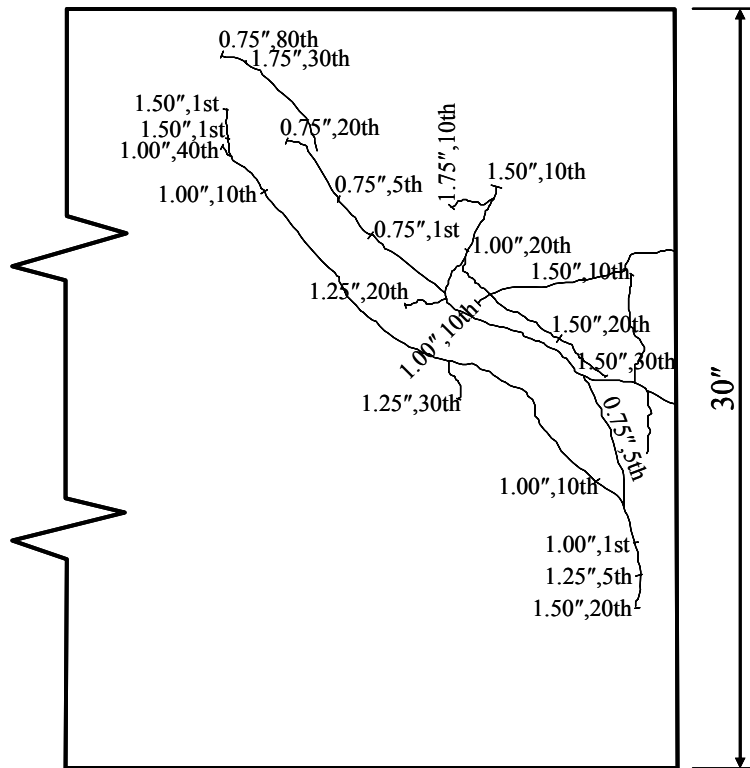 0.75″,80th
1.75″,30th
1.50″,1st
1.50″,1st
1.00″,40th
0.75″,20th
1.75″,10th
1.50″,10th
1.00″,10th
0.75″,5th
0.75″,1st
1.00″,20th
1.50″,10th
1.25″,20th
1.00″,10th
1.50″,20th
1.50″,30th
30″
1.25″,30th
0.75″,5th
1.00″,10th
1.00″,1st
1.25″,5th
1.50″,20th